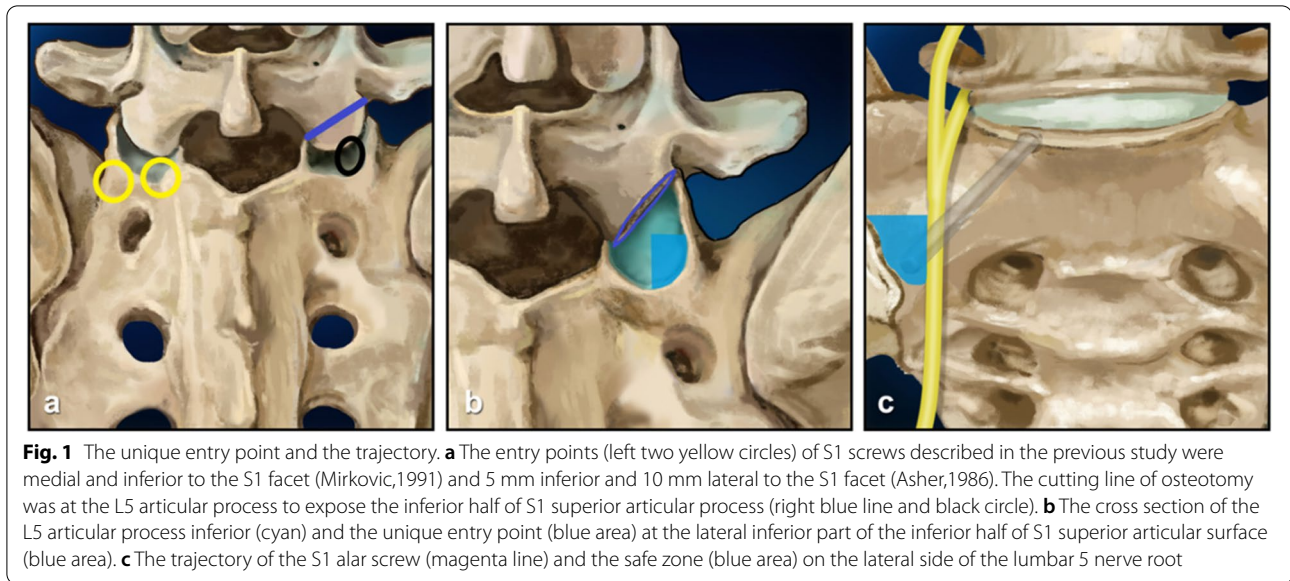 a
b
c
Fig. 1 The unique entry point and the trajectory. a The entry points (left two yellow circles) of S1 screws described in the previous study were
medial and inferior to the S1 facet (Mirkovic,1991) and 5 mm inferior and 10 mm lateral to the S1 facet (Asher,1986). The cutting line of osteotomy
was at the L5 articular process to expose the inferior half of S1 superior articular process (right blue line and black circle). b The cross section of the
L5 articular process inferior (cyan) and the unique entry point (blue area) at the lateral inferior part of the inferior half of S1 superior articular surface
(blue area). c The trajectory of the S1 alar screw (magenta line) and the safe zone (blue area) on the lateral side of the lumbar 5 nerve root